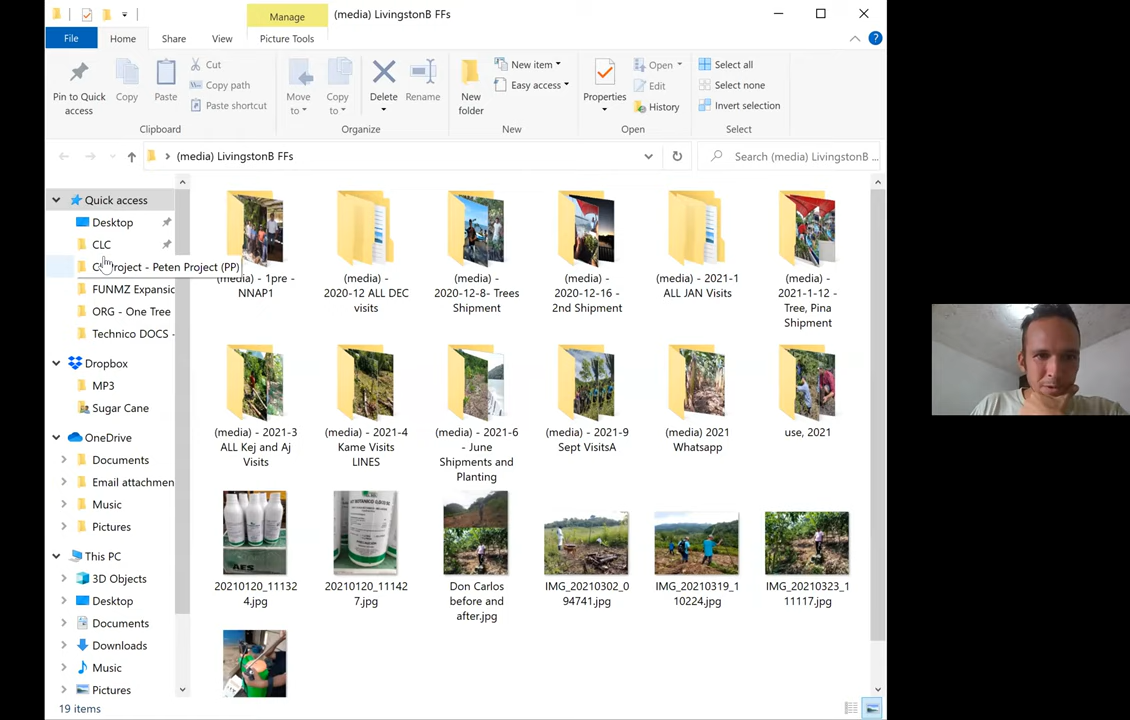 Manage
(media) LivingstonB FFs
File
Home
Share
View
Picture Tools
Pin to Quick access
Copy
Paste
Cut
Copy path
Paste shortcut
Clipboard
Move to
Copy to
Delete
Rename
Organize
New folder
New item
Easy access
New
Properties
Open
Edit
History
Open
Select all
Select none
Invert selection
Select
(media) LivingstonB FFs
Search (media) LivingstonB ...
Quick access
Desktop
CLC
Project - Peten Project (PP)
FUNMZ Expansic
ORG - One Tree
Technico DOCS -
Dropbox
MP3
Sugar Cane
OneDrive
Documents
Email attachmen
Music
Pictures
This PC
3D Objects
Desktop
Documents
Downloads
Music
Pictures
(media) - 1pre -
NNAP1
(media) -
2020-12 ALL DEC
visits
(media) -
2020-12-8- Trees
Shipment
(media) -
2020-12-16 -
2nd Shipment
(media) - 2021-1
ALL JAN Visits
(media) -
2021-1-12 -
Tree, Pina
Shipment
(media) - 2021-3
ALL Kej and Aj
Visits
(media) - 2021-4
Kame Visits
LINES
(media) - 2021-6
- June
Shipments and
Planting
(media) - 2021-9
Sept VisitsA
(media) 2021
Whatsapp
use, 2021
20210120_11132
4.jpg
20210120_11142
7.jpg
Don Carlos
before and
after.jpg
IMG_20210302_0
94741.jpg
IMG_20210319_1
10224.jpg
IMG_20210323_1
11117.jpg
19 items